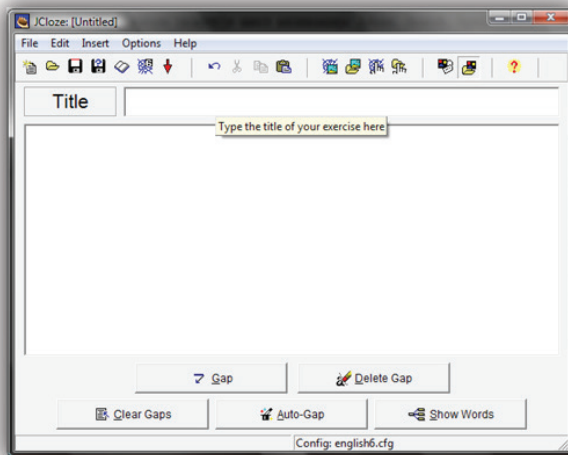 JCloze: [Untitled]
File Edit Insert Options Help
Title
Type the title of your exercise here
Gap Delete Gap
Clear Gaps Auto-Gap Show Words
Config: english6.cfg